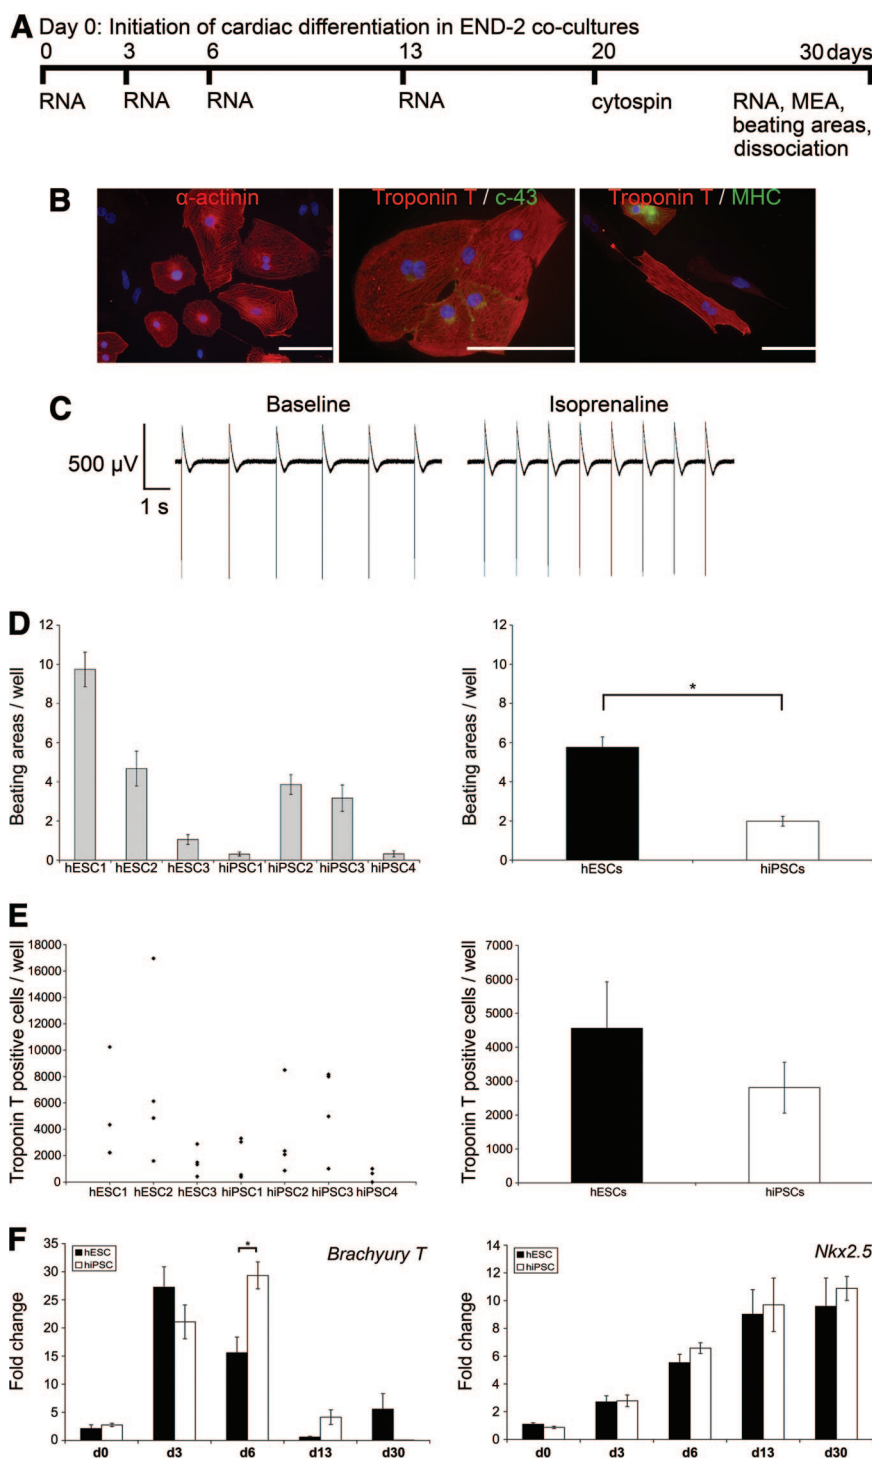 A Day 0: Initiation of cardiac differentiation in END-2 co-cultures
0 3 6 13 20 30 days
RNA RNA RNA RNA cytospin RNA, MEA,
beating areas,
dissociation
B α-actinin Troponin T / c-43 Troponin T / MHC
C Baseline Isoprenaline
500 µV
1 s
D
Beating areas / well
12
10
8
6
4
2
0
hESC1 hESC2 hESC3 hiPSC1 hiPSC2 hiPSC3 hiPSC4
Beating areas / well
12
10
8
6
4
2
0
*
hESCs hiPSCs
E
Troponin T positive cells / well
18000
16000
14000
12000
10000
8000
6000
4000
2000
0
hESC1 hESC2 hESC3 hiPSC1 hiPSC2 hiPSC3 hiPSC4
Troponin T positive cells / well
7000
6000
5000
4000
3000
2000
1000
0
hESCs hiPSCs
F
Brachyury T
hESC
hiPSC
*
Fold change
35
30
25
20
15
10
5
0
d0 d3 d6 d13 d30
Nkx2.5
hESC
hiPSC
Fold change
14
12
10
8
6
4
2
0
d0 d3 d6 d13 d30